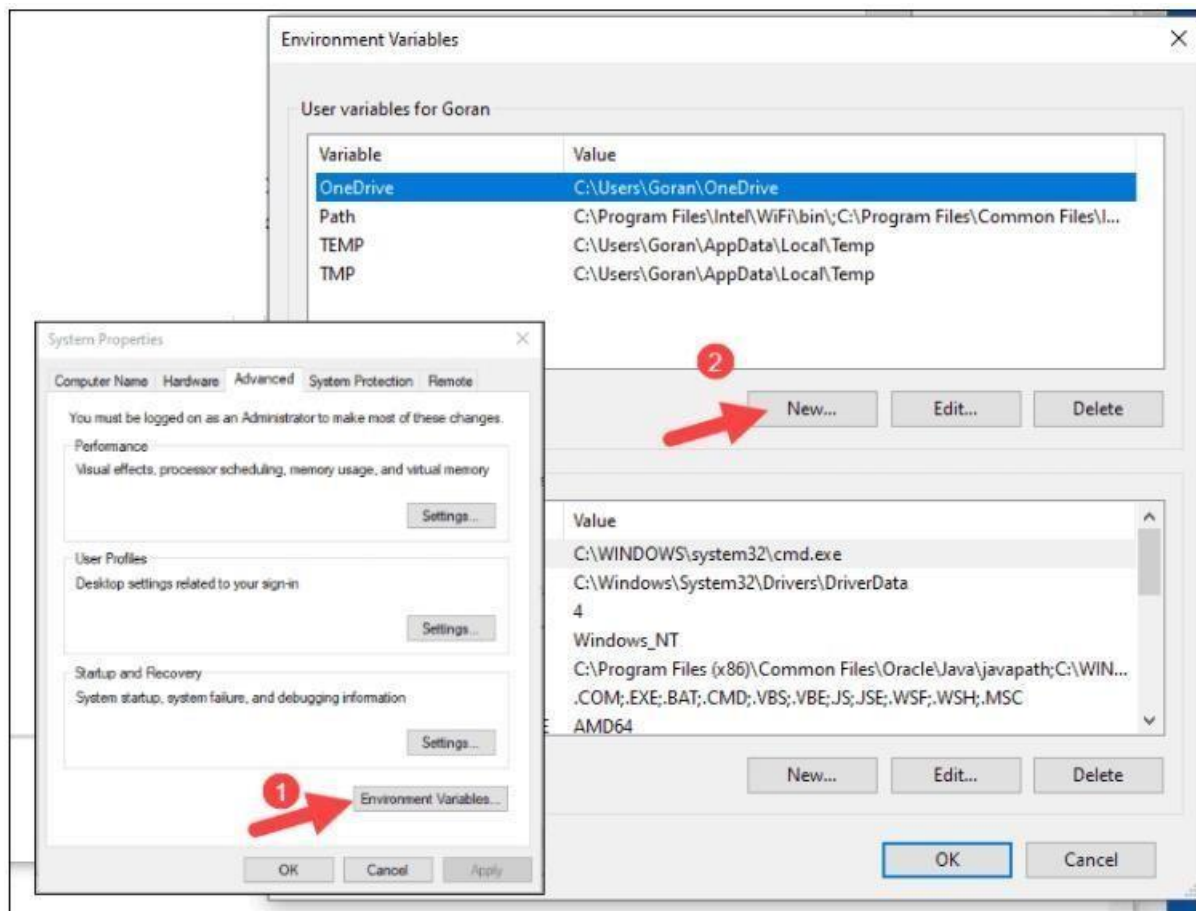 Environment Variables
User variables for Goran
Variable Value
OneDrive C:\Users\Goran\OneDrive
Path C:\Program Files\Intel\WiFi\bin\;C:\Program Files\Common Files\I...
TEMP C:\Users\Goran\AppData\Local\Temp
TMP C:\Users\Goran\AppData\Local\Temp
2
New... Edit... Delete
Value
C:\WINDOWS\system32\cmd.exe
C:\Windows\System32\Drivers\DriverData
4
Windows_NT
C:\Program Files (x86)\Common Files\Oracle\Java\javapath;C:\WIN...
.COM;.EXE;.BAT;.CMD;.VBS;.VBE;.JS;.JSE;.WSF;.WSH;.MSC
AMD64
New... Edit... Delete
OK Cancel
System Properties
Computer Name Hardware Advanced System Protection Remote
You must be logged on as an Administrator to make most of these changes.
Performance
Visual effects, processor scheduling, memory usage, and virtual memory
Settings...
User Profiles
Desktop settings related to your sign-in
Settings...
Startup and Recovery
System startup, system failure, and debugging information
Settings...
1
Environment Variables...
OK Cancel Apply